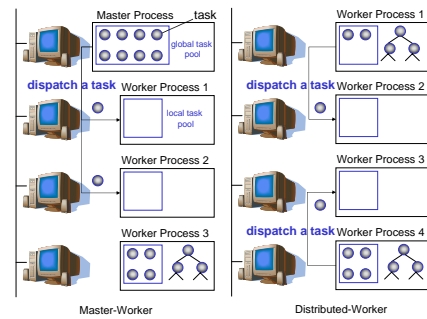 Master Process
task
global task
pool
dispatch a task
Worker Process 1
local task
pool
Worker Process 2
Worker Process 3
Master-Worker
Worker Process 1
dispatch a task
Worker Process 2
Worker Process 3
dispatch a task
Worker Process 4
Distributed-Worker